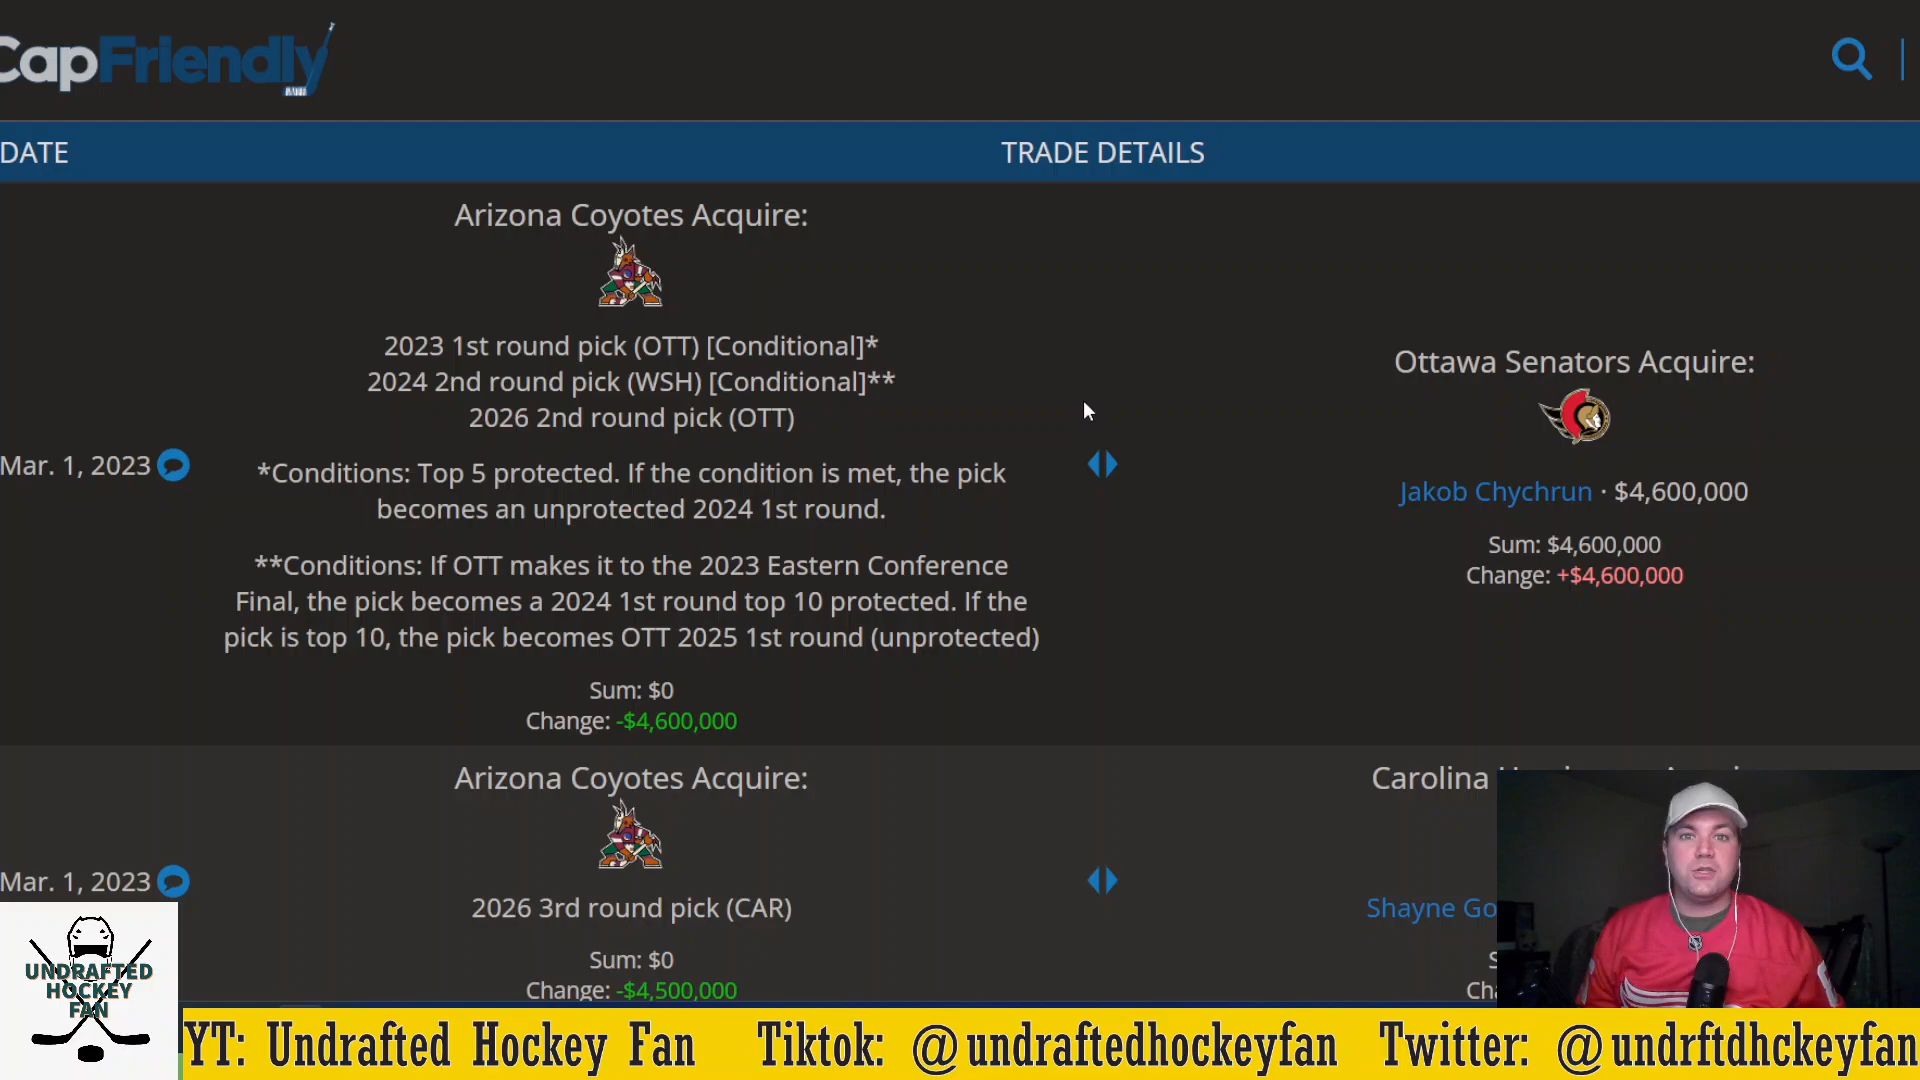 CapFriendly
DATE
TRADE DETAILS
Arizona Coyotes Acquire:
2023 1st round pick (OTT) [Conditional]*
2024 2nd round pick (WSH) [Conditional]**
2026 2nd round pick (OTT)
Mar. 1, 2023
*Conditions: Top 5 protected. If the condition is met, the pick
becomes an unprotected 2024 1st round.
**Conditions: If OTT makes it to the 2023 Eastern Conference
Final, the pick becomes a 2024 1st round top 10 protected. If the
pick is top 10, the pick becomes OTT 2025 1st round (unprotected)
Sum: $0
Change: -$4,600,000
Ottawa Senators Acquire:
Jakob Chychrun · $4,600,000
Sum: $4,600,000
Change: +$4,600,000
Arizona Coyotes Acquire:
Mar. 1, 2023
2026 3rd round pick (CAR)
Sum: $0
Change: -$4,500,000
Carolina
Shayne
UNDRAFTED
HOCKEY
FAN
YT: Undrafted Hockey Fan Tiktok: @undraftedhockeyfan Twitter: @undrftdhckeyfan